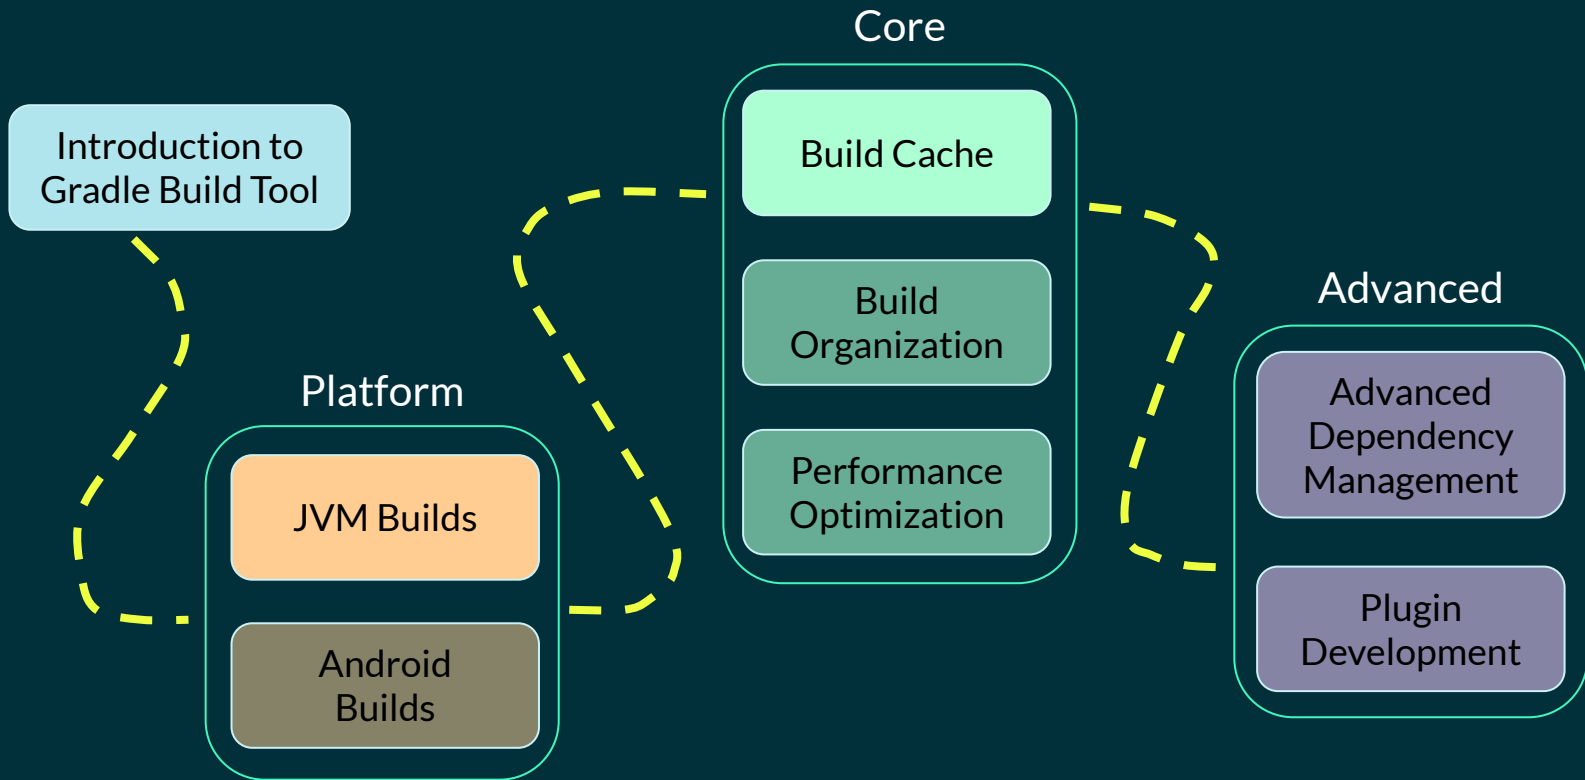 Introduction to
Gradle Build Tool
Platform
JVM Builds
Android
Builds
Core
Build Cache
Build
Organization
Performance
Optimization
Advanced
Advanced
Dependency
Management
Plugin
Development